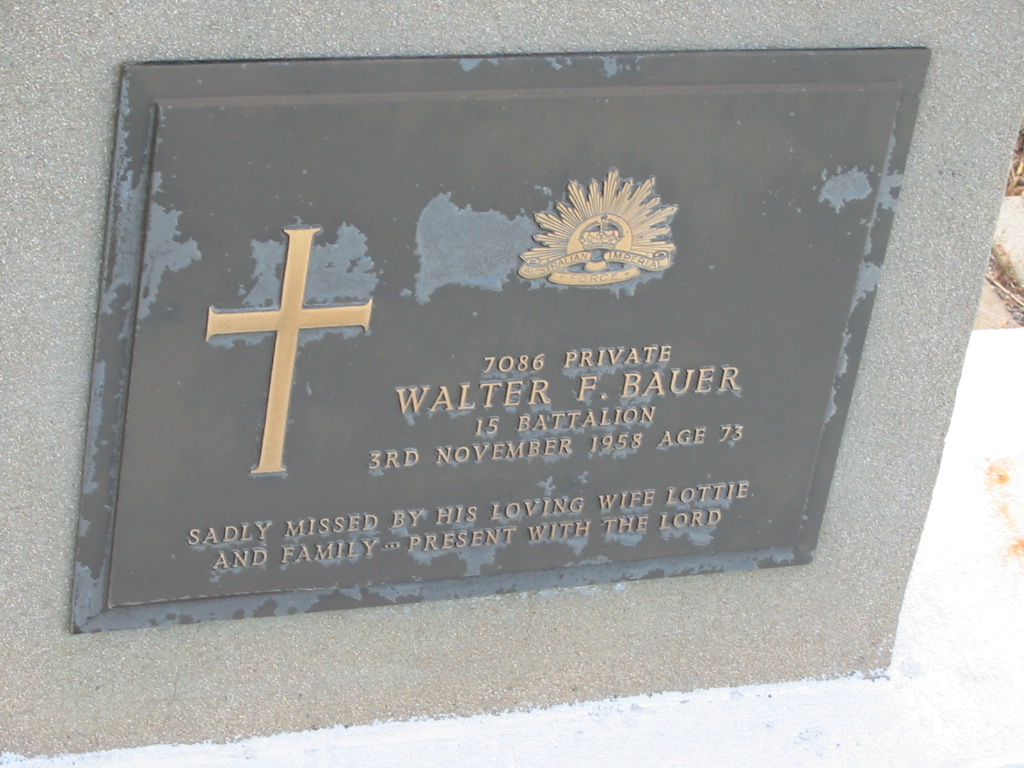 AUSTRALIAN IMPERIAL
FORCE
7086 PRIVATE
WALTER F. BAUER
15 BATTALION
3RD NOVEMBER 1958 AGE 73
SADLY MISSED BY HIS LOVING WIFE LOTTIE
AND FAMILY ... PRESENT WITH THE LORD